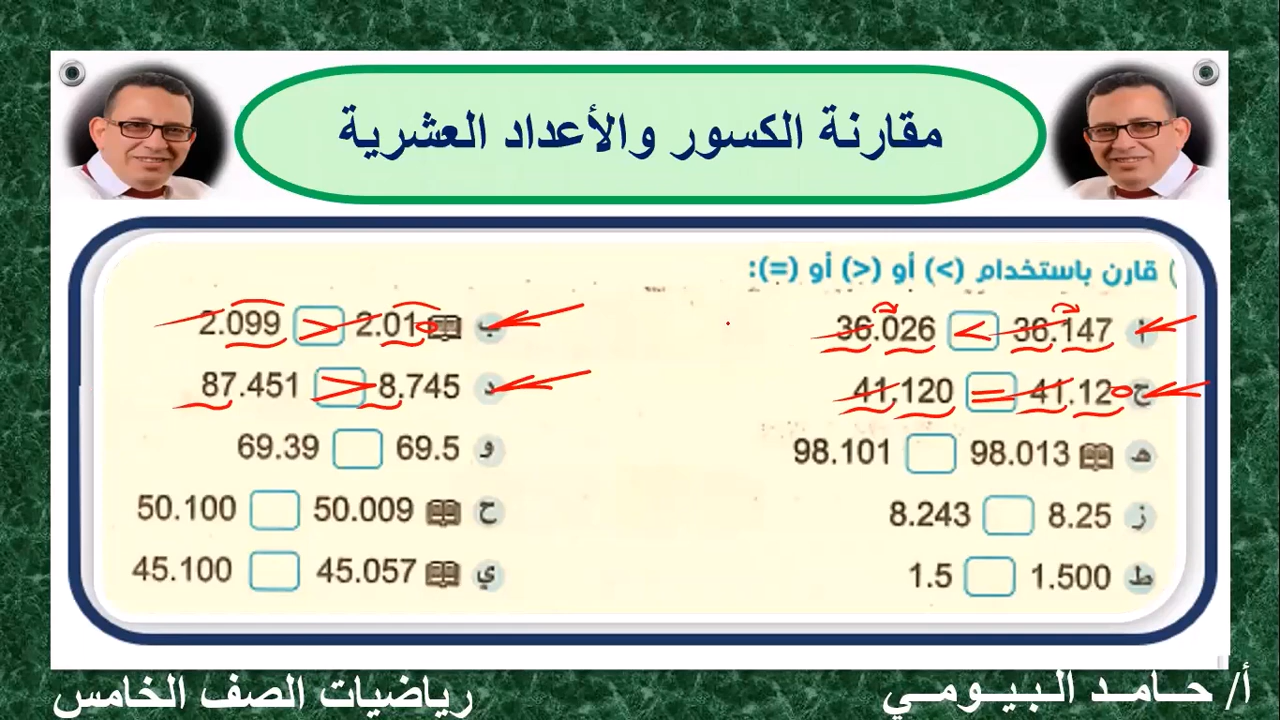 مقارنة الكسور والأعداد العشرية
قارن باستخدام (>) أو (<) أو (=):
أ 36.147 < 36.026
ب 2.01 > 2.099
ج 41.12 = 41.120
د 8.745 > 87.451
هـ 98.013 98.101
و 69.5 69.39
ز 8.25 8.243
ح 50.009 50.100
ط 1.500 1.5
ي 45.057 45.100
أ/ حـامـد الـبـيـومـي
رياضيات الصف الخامس